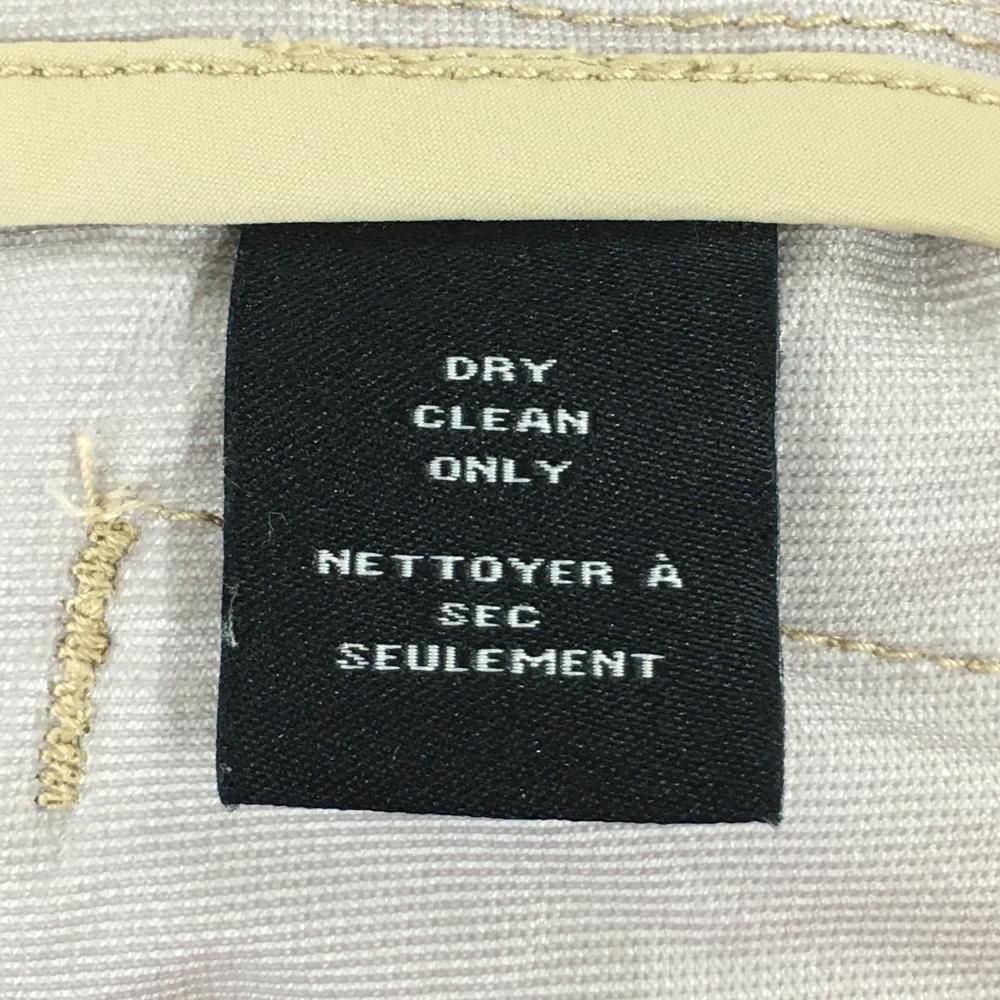 DRY
CLEAN
ONLY
NETTOYER À
SEC
SEULEMENT